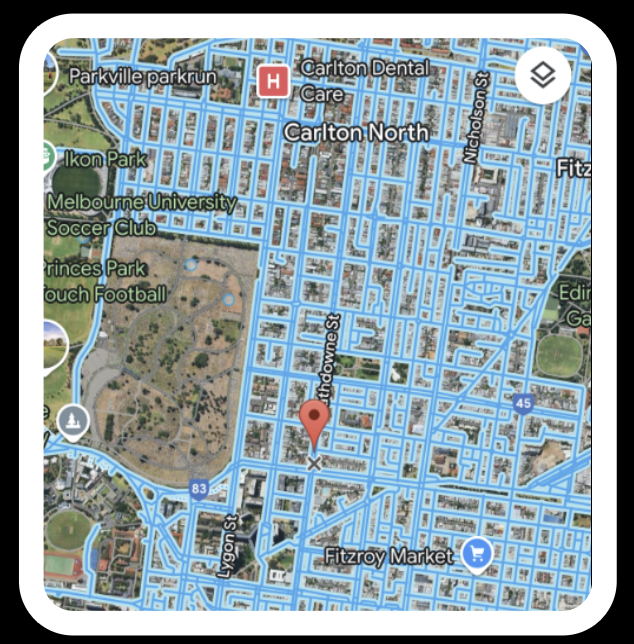 Parkville parkrun
H
Carlton Dental
Care
Carlton North
Nicholson St
Fitz
Ikon Park
Melbourne University
Soccer Club
Princes Park
Touch Football
Edin
Ga
thdowne St
45
83
Lygon St
Fitzroy Market